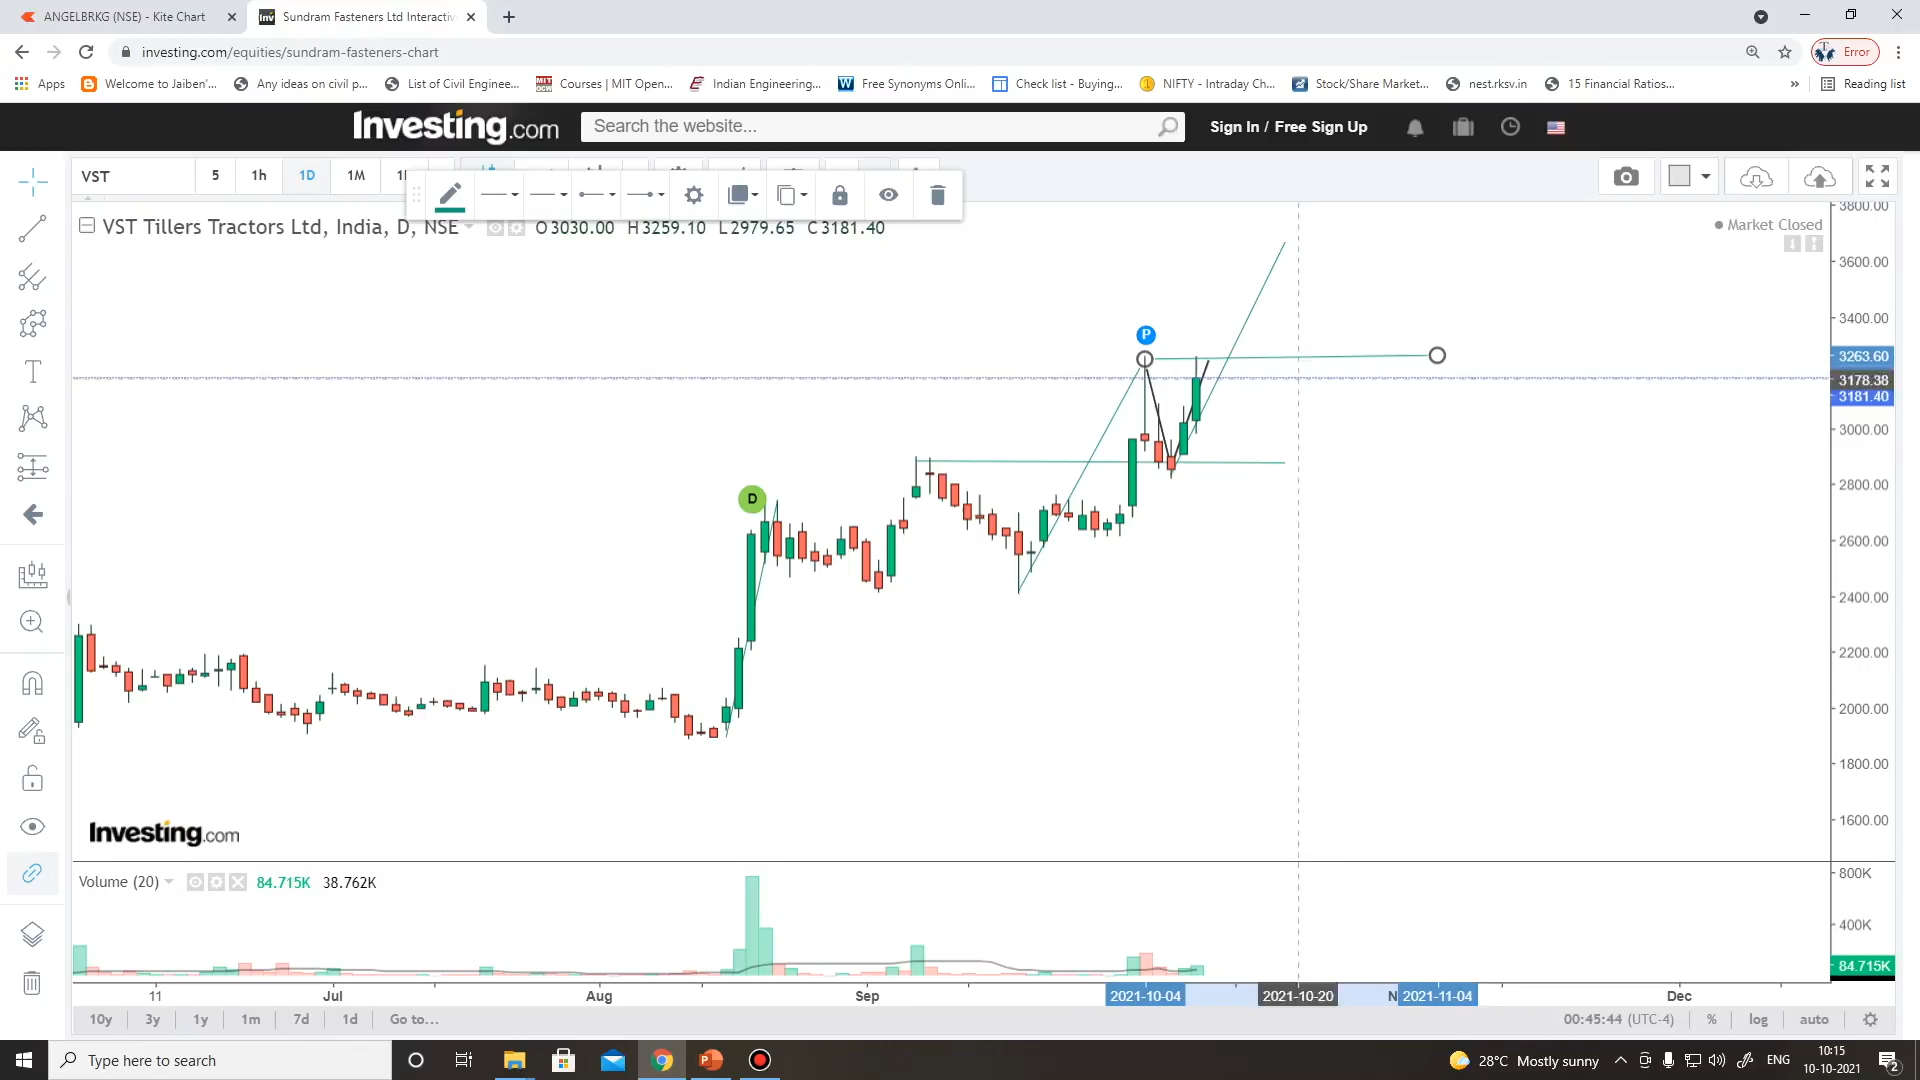 ANGELBRKG (NSE) - Kite Chart
Inv Sundram Fasteners Ltd Interactiv
investing.com/equities/sundram-fasteners-chart
Error
Apps
Welcome to Jaiben'...
Any ideas on civil p...
List of Civil Enginee...
Courses | MIT Open...
Indian Engineering...
W Free Synonyms Onli...
Check list - Buying...
NIFTY - Intraday Ch...
Stock/Share Market...
nest.rksv.in
15 Financial Ratios...
» Reading list
Investing.com
Search the website...
Sign In / Free Sign Up
VST 5 1h 1D 1M
VST Tillers Tractors Ltd, India, D, NSE O3030.00 H3259.10 L2979.65 C3181.40
Market Closed
3800.00
3600.00
3400.00
3263.60
3178.38
3181.40
3000.00
2800.00
2600.00
2400.00
2200.00
2000.00
1800.00
1600.00
P
D
T
Investing.com
Volume (20) 84.715K 38.762K
800K
400K
84.715K
11 Jul Aug Sep 2021-10-04 2021-10-20 N 2021-11-04 Dec
10y 3y 1y 1m 7d 1d Go to... 00:45:44 (UTC-4) % log auto
Type here to search
28°C Mostly sunny
ENG
10:15
10-10-2021
2